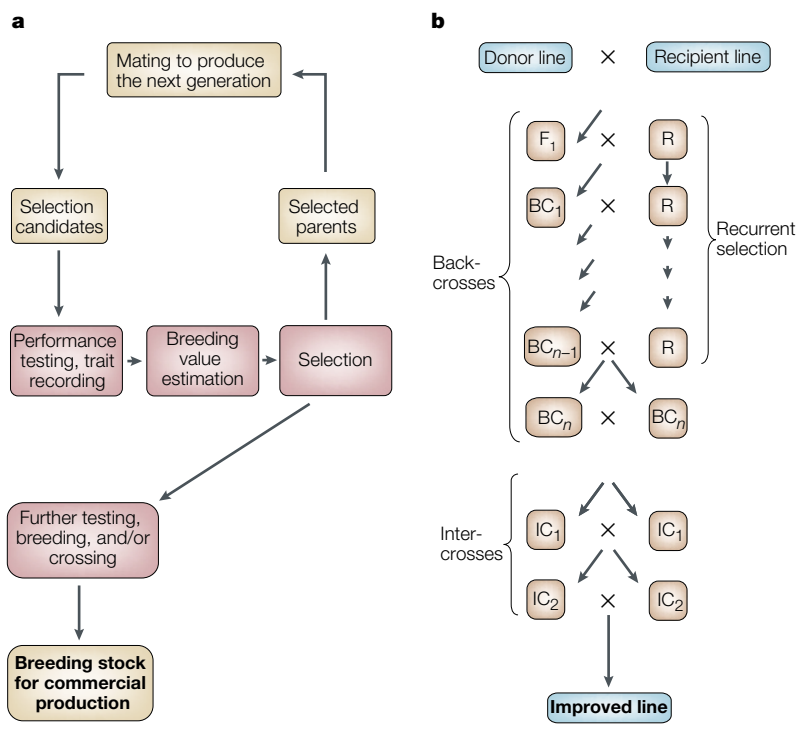 a
Mating to produce
the next generation
Selection
candidates
Selected
parents
Performance
testing, trait
recording
Breeding
value
estimation
Selection
Further testing,
breeding, and/or
crossing
Breeding stock
for commercial
production
b
Donor line × Recipient line
F1 × R
BC1 × R
Back-
crosses
Recurrent
selection
BCn–1 × R
BCn × BCn
Inter-
crosses
IC1 × IC1
IC2 × IC2
Improved line